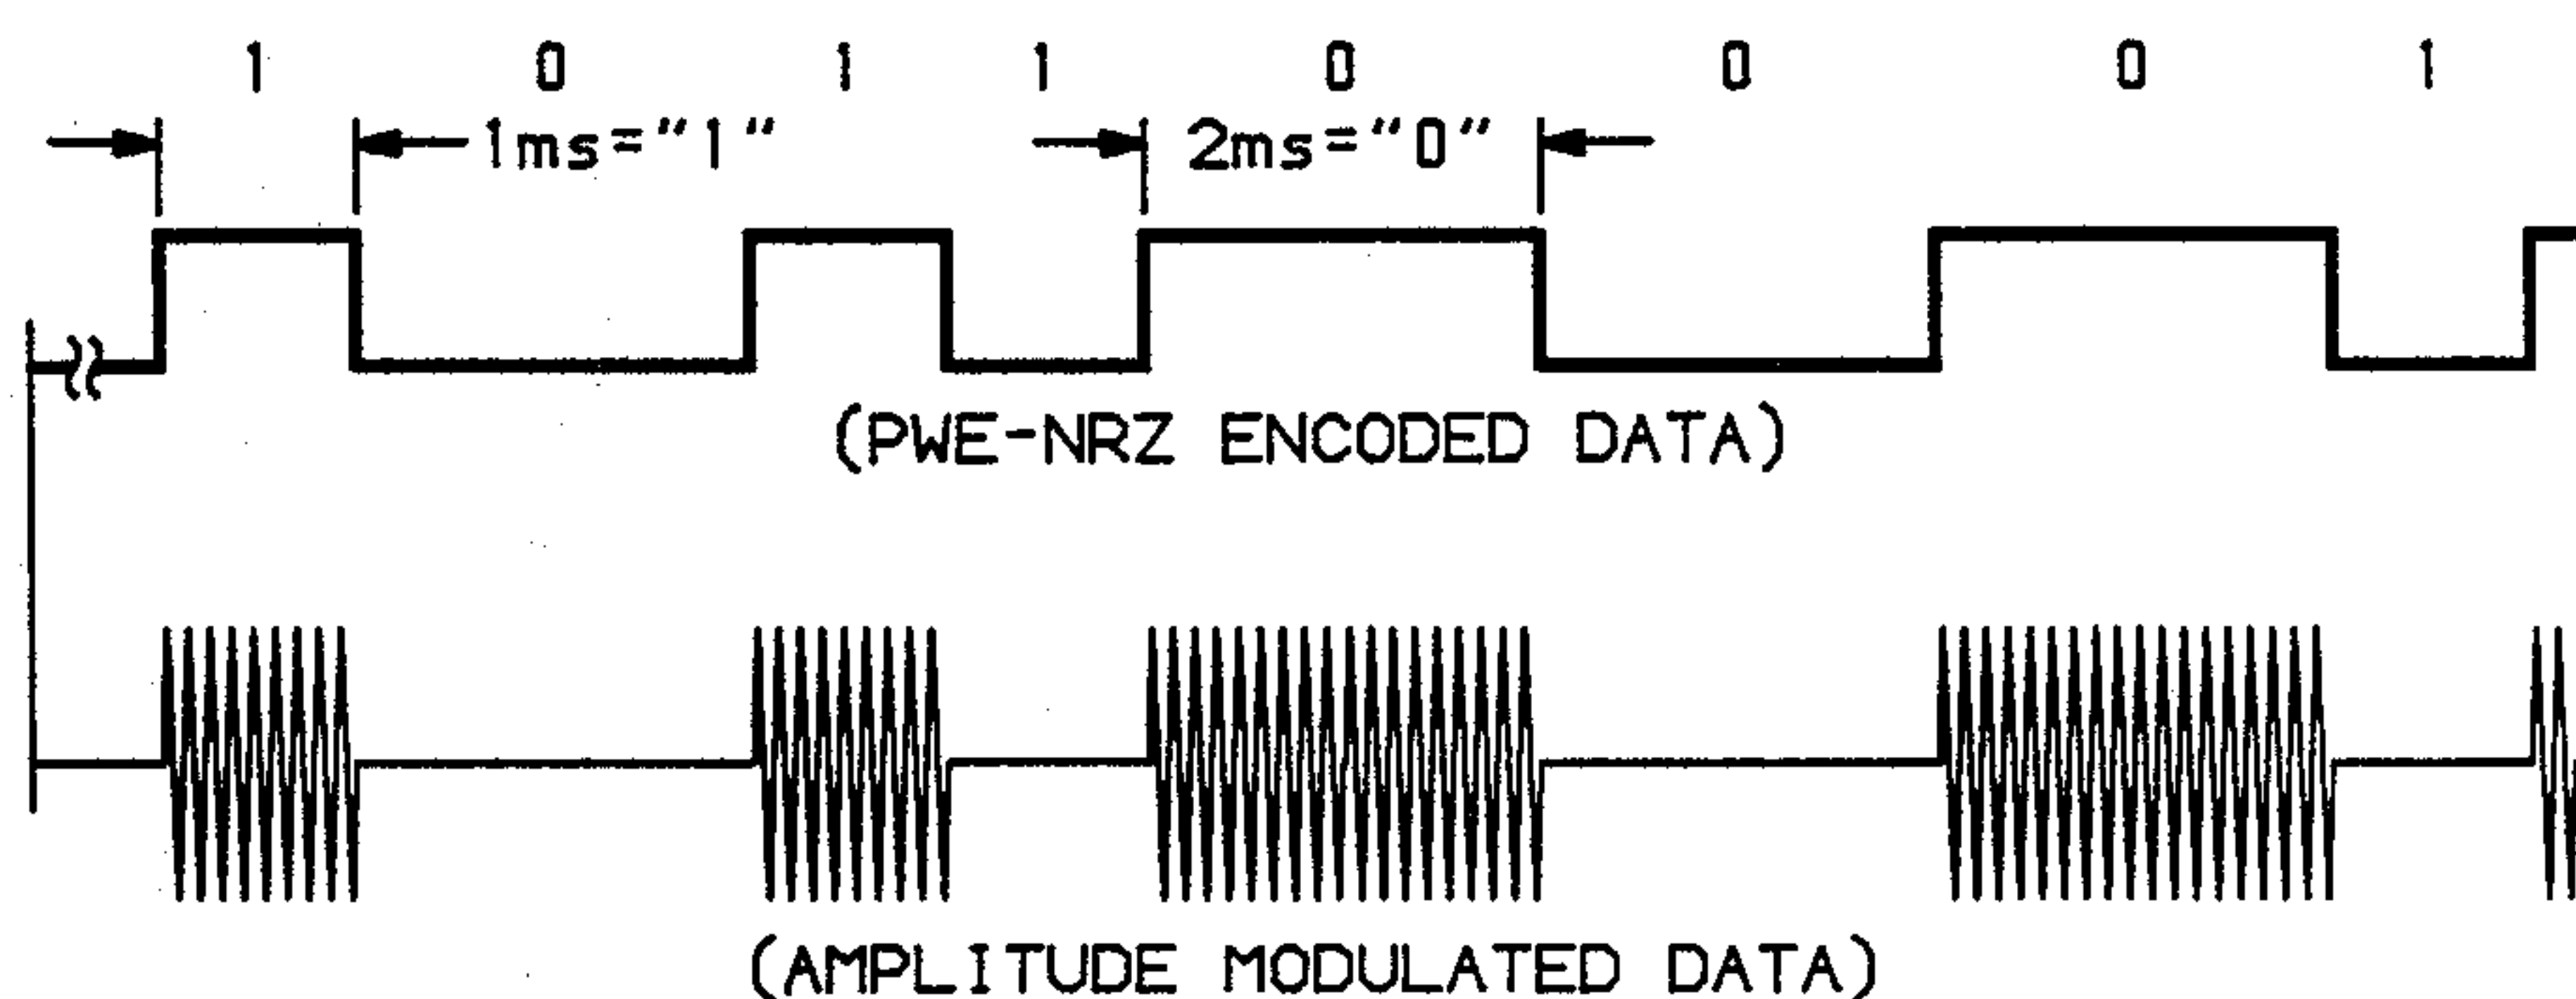 1 0 1 1 0 0 0 1
1ms="1" 2ms="0"
(PWE-NRZ ENCODED DATA)
(AMPLITUDE MODULATED DATA)